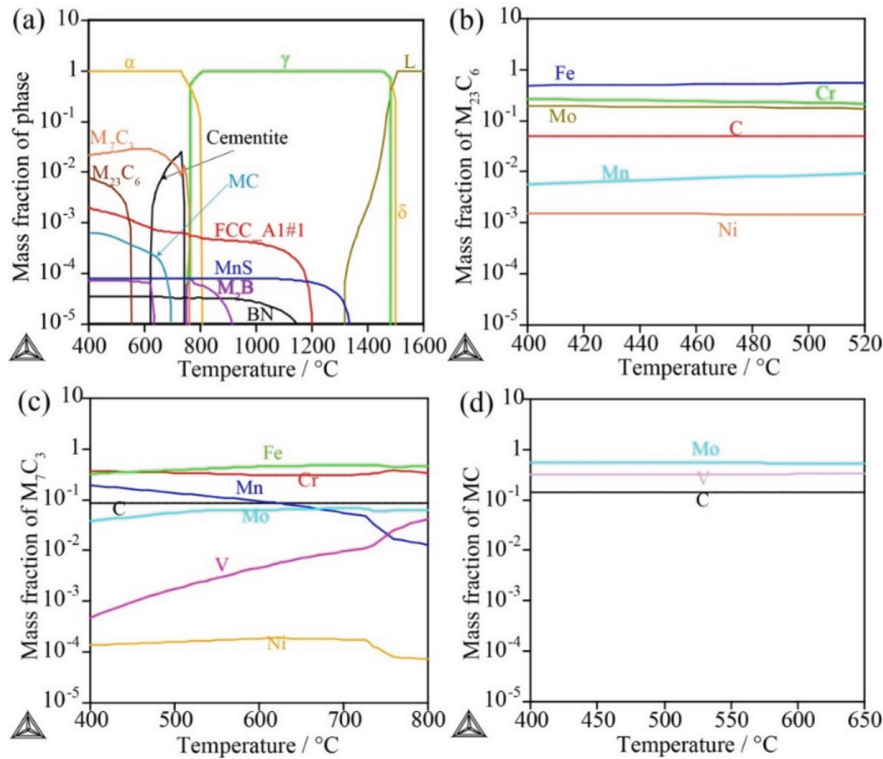 (a)
10
1
10⁻¹
10⁻²
10⁻³
10⁻⁴
10⁻⁵
Mass fraction of phase
α
γ
L
M₇C₃
Cementite
M₂₃C₆
MC
FCC_A1#1
δ
MnS
M₂B
BN
400 600 800 1000 1200 1400 1600
Temperature / °C
(b)
10
1
10⁻¹
10⁻²
10⁻³
10⁻⁴
10⁻⁵
Mass fraction of M₂₃C₆
Fe
Cr
Mo
C
Mn
Ni
400 420 440 460 480 500 520
Temperature / °C
(c)
10
1
10⁻¹
10⁻²
10⁻³
10⁻⁴
10⁻⁵
Mass fraction of M₇C₃
Fe
Cr
Mn
C
Mo
V
Ni
400 500 600 700 800
Temperature / °C
(d)
10
1
10⁻¹
10⁻²
10⁻³
10⁻⁴
10⁻⁵
Mass fraction of MC
Mo
V
C
400 450 500 550 600 650
Temperature / °C